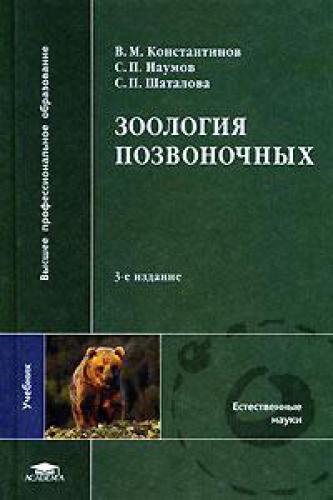 В. М. Константинов
С. П. Наумов
С. П. Шаталова
ЗООЛОГИЯ
ПОЗВОНОЧНЫХ
3-е издание
Высшее профессиональное образование
Учебник
Естественные
науки
ACADEMA